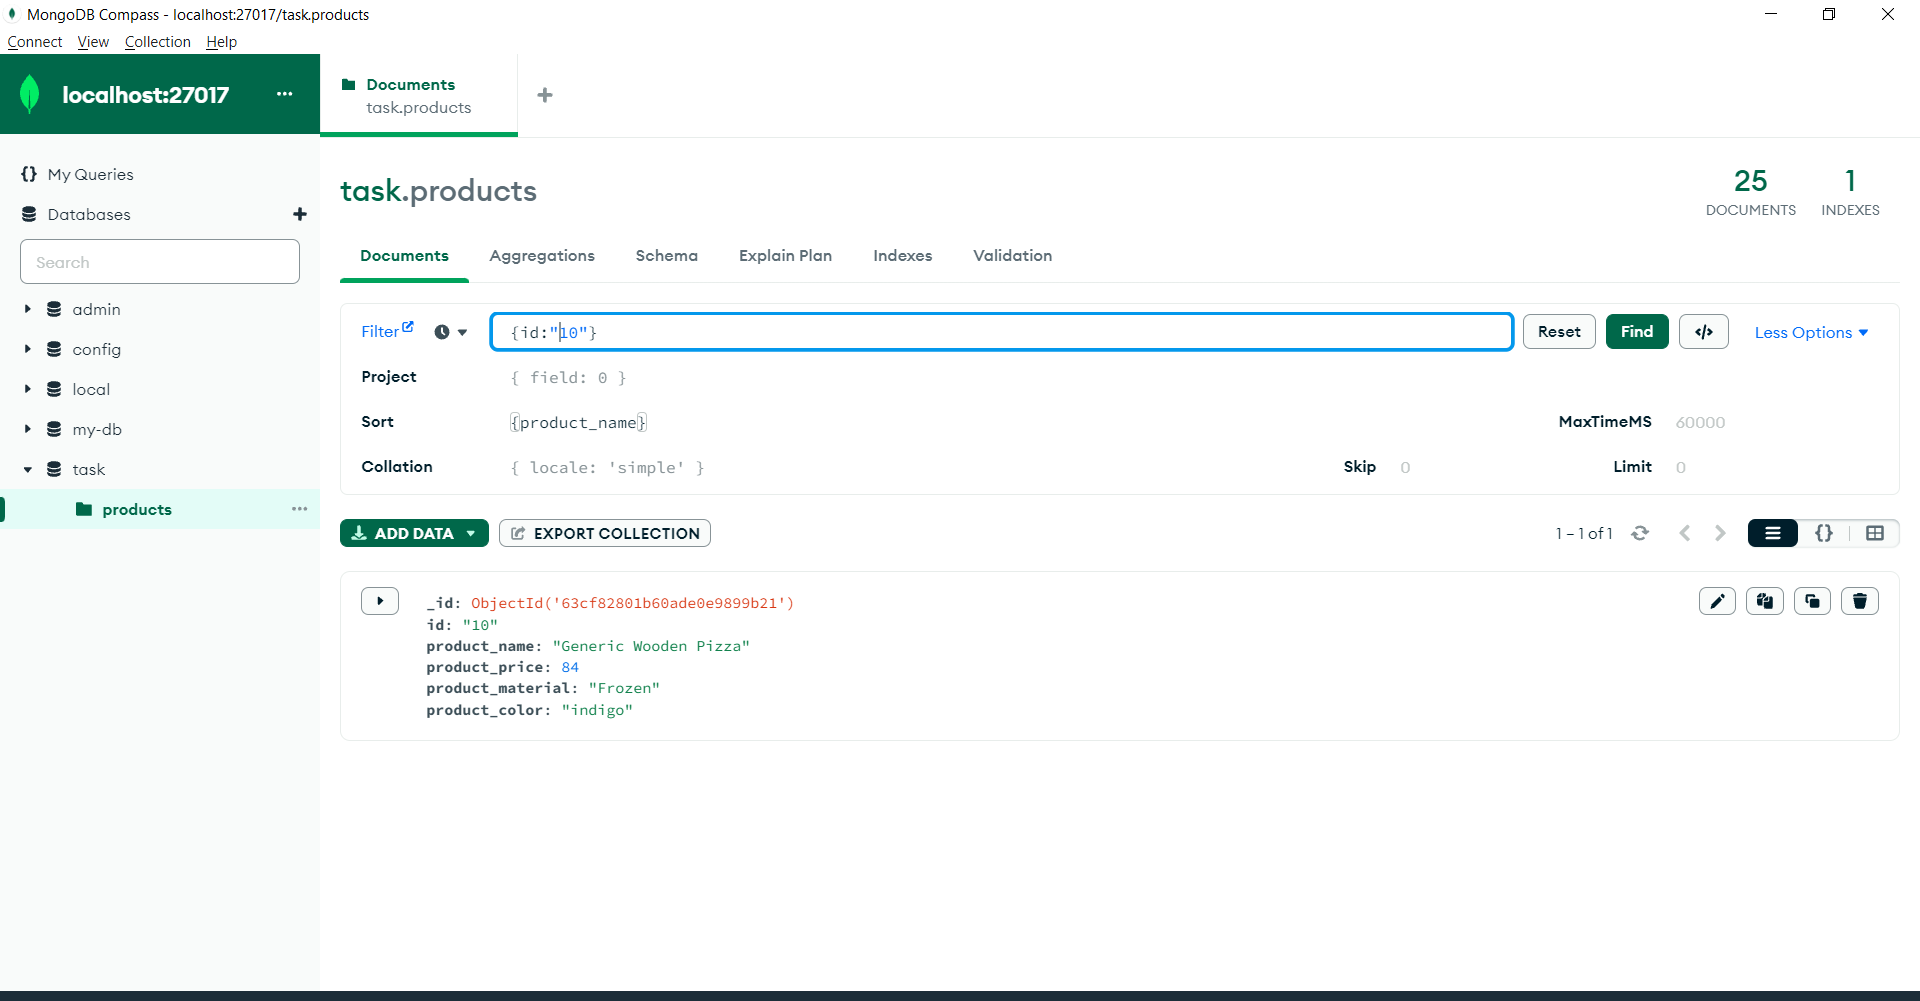 MongoDB Compass - localhost:27017/task.products
Connect View Collection Help
localhost:27017
Documents
task.products
My Queries
Databases
Search
admin
config
local
my-db
task
products
task.products
25
DOCUMENTS
1
INDEXES
Documents Aggregations Schema Explain Plan Indexes Validation
Filter {id:"10"} Reset Find </> Less Options
Project { field: 0 }
Sort {product_name} MaxTimeMS 60000
Collation { locale: 'simple' } Skip 0 Limit 0
ADD DATA EXPORT COLLECTION 1 – 1 of 1 {}
_id: ObjectId('63cf82801b60ade0e9899b21')
id: "10"
product_name: "Generic Wooden Pizza"
product_price: 84
product_material: "Frozen"
product_color: "indigo"